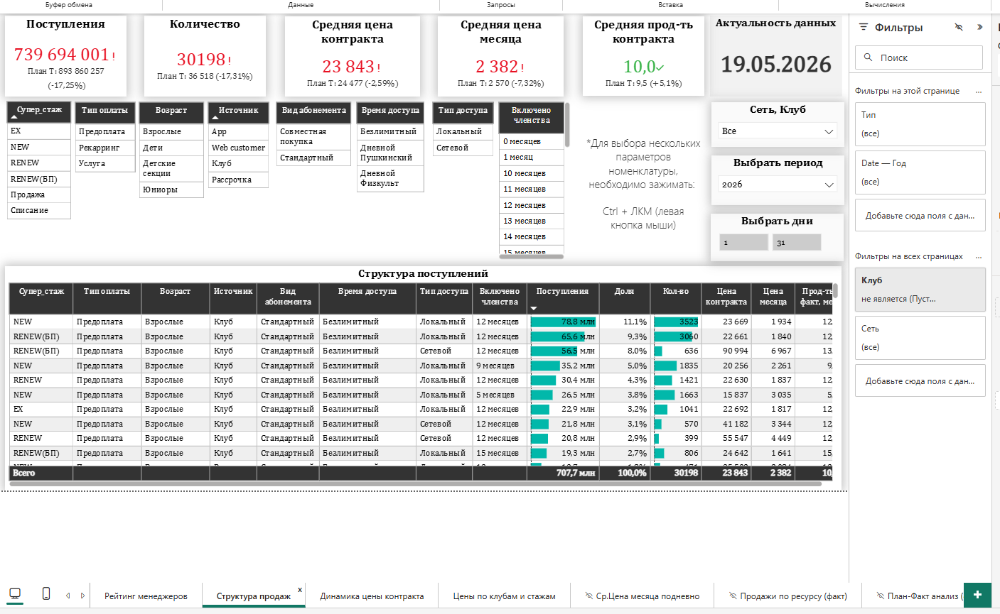 Буфер обмена
Данные
Запросы
Вставка
Вычисления
Поступления
739 694 001!
План Т: 893 860 257
(-17,25%)
Количество
30198!
План Т: 36 518 (-17,31%)
Средняя цена
контракта
23 843!
План Т: 24 477 (-2,59%)
Средняя цена
месяца
2 382!
План Т: 2 570 (-7,32%)
Средняя прод-ть
контракта
10,0
План Т: 9,5 (+5,1%)
Актуальность данных
19.05.2026
Супер_стаж
EX
NEW
RENEW
RENEW(БП)
Продажа
Списание
Тип оплаты
Предоплата
Рекарринг
Услуга
Возраст
Взрослые
Дети
Детские
секции
Юниоры
Источник
App
Web customer
Клуб
Рассрочка
Вид абонемента
Совместная
покупка
Стандартный
Время доступа
Безлимитный
Дневной
Пушкинский
Дневной
Физкульт
Тип доступа
Локальный
Сетевой
Включено
членства
0 месяцев
1 месяц
10 месяцев
11 месяцев
12 месяцев
13 месяцев
14 месяцев
15 месяцев
*Для выбора нескольких
параметров
номенклатуры,
необходимо зажимать:
Ctrl + ЛКМ (левая
кнопка мыши)
Сеть, Клуб
Все
Выбрать период
2026
Выбрать дни
1 31
Структура поступлений
Супер_стаж Тип оплаты Возраст Источник Вид абонемента Время доступа Тип доступа Включено членства Поступления Доля Кол-во Цена контракта Цена месяца Прод-ть факт, ме
NEW Предоплата Взрослые Клуб Стандартный Безлимитный Локальный 12 месяцев 78,8 млн 11,1% 3523 23 669 1 934 12,
RENEW(БП) Предоплата Взрослые Клуб Стандартный Безлимитный Локальный 12 месяцев 65,6 млн 9,3% 3060 22 661 1 840 12,
RENEW(БП) Предоплата Взрослые Клуб Стандартный Безлимитный Сетевой 12 месяцев 56,5 млн 8,0% 636 90 994 6 967 13,
NEW Предоплата Взрослые Клуб Стандартный Безлимитный Локальный 9 месяцев 35,2 млн 5,0% 1835 20 256 2 261 9,
RENEW Предоплата Взрослые Клуб Стандартный Безлимитный Локальный 12 месяцев 30,4 млн 4,3% 1421 22 630 1 837 12,
NEW Предоплата Взрослые Клуб Стандартный Безлимитный Локальный 5 месяцев 26,5 млн 3,8% 1663 15 837 3 035 5,
EX Предоплата Взрослые Клуб Стандартный Безлимитный Локальный 12 месяцев 22,9 млн 3,2% 1041 22 692 1 817 12,
NEW Предоплата Взрослые Клуб Стандартный Безлимитный Сетевой 12 месяцев 21,8 млн 3,1% 570 41 182 3 344 12,
RENEW Предоплата Взрослые Клуб Стандартный Безлимитный Сетевой 12 месяцев 20,8 млн 2,9% 399 55 547 4 449 12,
RENEW(БП) Предоплата Взрослые Клуб Стандартный Безлимитный Локальный 15 месяцев 19,3 млн 2,7% 806 24 642 1 641 15,
Всего 707,7 млн 100,0% 30198 23 843 2 382 10,
Фильтры
Поиск
Фильтры на этой странице ...
Тип
(все)
Date — Год
(все)
Добавьте сюда поля с дан...
Фильтры на всех страницах ...
Клуб
не является (Пуст...
Сеть
(все)
Добавьте сюда поля с дан...
Рейтинг менеджеров
Структура продаж
x
Динамика цены контракта
Цены по клубам и стажам
Ср.Цена месяца подневно
Продажи по ресурсу (факт)
План-Факт анализ (
+